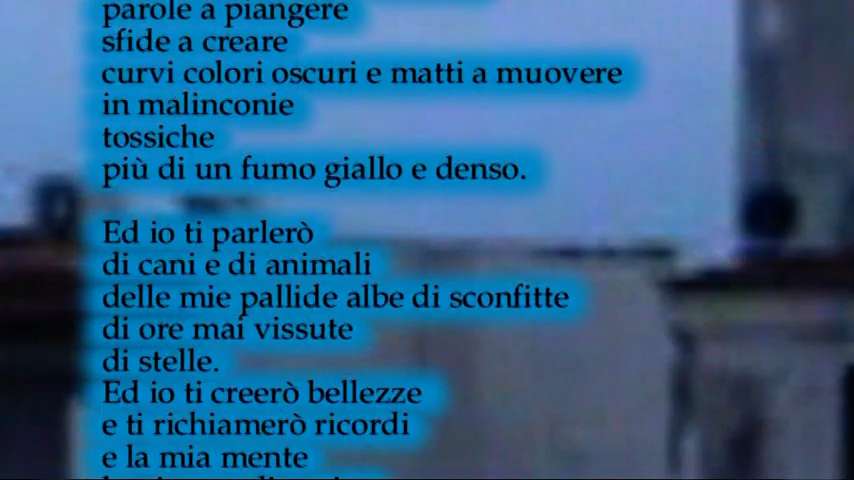 parole a piangere
sfide a creare
curvi colori oscuri e matti a muovere
in malinconie
tossiche
più di un fumo giallo e denso.
Ed io ti parlerò
di cani e di animali
delle mie pallide albe di sconfitte
di ore mai vissute
di stelle.
Ed io ti creerò bellezze
e ti richiamerò ricordi
e la mia mente